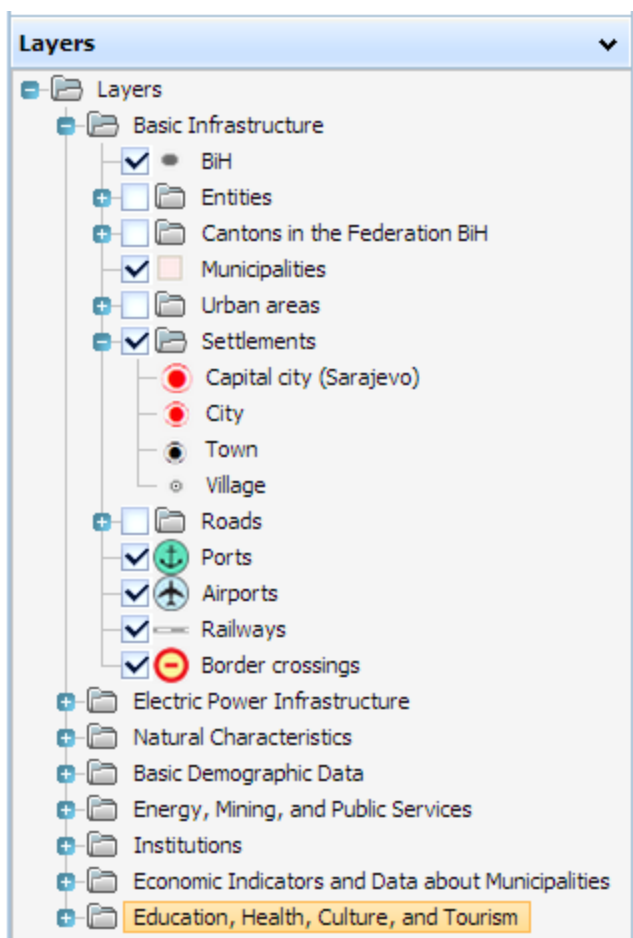 Layers
Layers
Basic Infrastructure
BiH
Entities
Cantons in the Federation BiH
Municipalities
Urban areas
Settlements
Capital city (Sarajevo)
City
Town
Village
Roads
Ports
Airports
Railways
Border crossings
Electric Power Infrastructure
Natural Characteristics
Basic Demographic Data
Energy, Mining, and Public Services
Institutions
Economic Indicators and Data about Municipalities
Education, Health, Culture, and Tourism